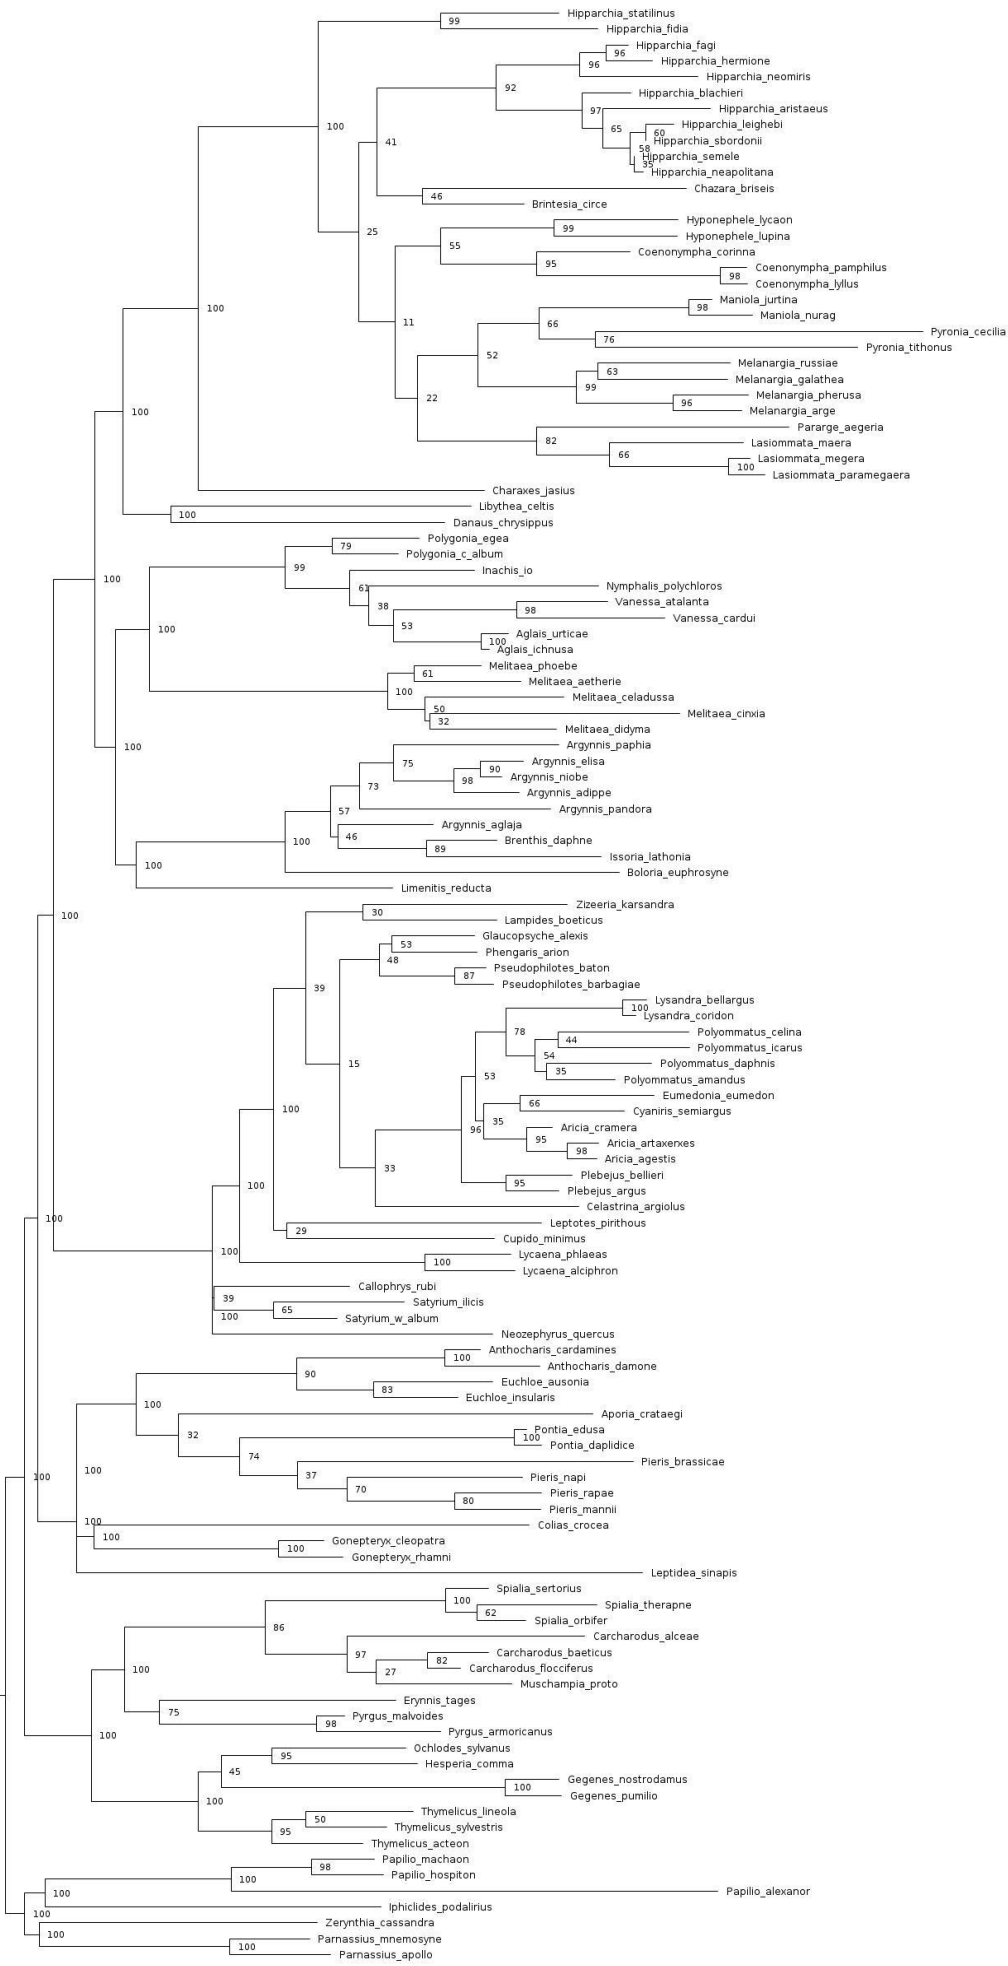 Hipparchia_statilinus
99
Hipparchia_fidia
Hipparchia_fagi
96
Hipparchia_hermione
96
Hipparchia_neomiris
92
Hipparchia_blachieri
97
Hipparchia_aristaeus
Hipparchia_leighebi
65
60
100
Hipparchia_sbordonii
41
58
Hipparchia_semele
35
Hipparchia_neapolitana
Chazara_briseis
46
Brintesia_circe
Hyponephele_lycaon
99
25
Hyponephele_lupina
55
Coenonympha_corinna
95
Coenonympha_pamphilus
98
Coenonympha_lyllus
Maniola_jurtina
98
100
Maniola_nurag
11
66
Pyronia_cecilia
76
Pyronia_tithonus
52
Melanargia_russiae
63
Melanargia_galathea
99
Melanargia_pherusa
22
96
Melanargia_arge
100
Pararge_aegeria
82
Lasiommata_maera
66
Lasiommata_megera
100
Lasiommata_paramegaera
Charaxes_jasius
Libythea_celtis
100
Danaus_chrysippus
Polygonia_egea
79
Polygonia_c_album
99
Inachis_io
100
Nymphalis_polychloros
61
Vanessa_atalanta
38
98
Vanessa_cardui
53
100
Aglais_urticae
100
Aglais_ichnusa
Melitaea_phoebe
61
Melitaea_aetherie
100
Melitaea_celadussa
50
Melitaea_cinxia
32
Melitaea_didyma
Argynnis_paphia
100
75
Argynnis_elisa
90
Argynnis_niobe
98
73
Argynnis_adippe
Argynnis_pandora
57
Argynnis_aglaja
46
Brenthis_daphne
100
89
Issoria_lathonia
100
Boloria_euphrosyne
Limenitis_reducta
Zizeeria_karsandra
30
100
Lampides_boeticus
Glaucopsyche_alexis
53
Phengaris_arion
48
Pseudophilotes_baton
87
Pseudophilotes_barbagiae
39
Lysandra_bellargus
100
Lysandra_coridon
78
Polyommatus_celina
44
Polyommatus_icarus
54
15
Polyommatus_daphnis
35
53
Polyommatus_amandus
Eumedonia_eumedon
66
100
Cyaniris_semiargus
35
Aricia_cramera
96
95
Aricia_artaxerxes
98
Aricia_agestis
33
Plebejus_bellieri
95
100
Plebejus_argus
Celastrina_argiolus
100
Leptotes_pirithous
29
Cupido_minimus
100
Lycaena_phlaeas
100
Lycaena_alciphron
Callophrys_rubi
39
Satyrium_ilicis
65
100
Satyrium_w_album
Neozephyrus_quercus
Anthocharis_cardamines
100
Anthocharis_damone
90
Euchloe_ausonia
83
Euchloe_insularis
100
Aporia_crataegi
Pontia_edusa
32
100
Pontia_daplidice
74
Pieris_brassicae
100
37
100
Pieris_napi
70
Pieris_rapae
80
Pieris_mannii
100
Colias_crocea
100
Gonepteryx_cleopatra
100
Gonepteryx_rhamni
Leptidea_sinapis
Spialia_sertorius
100
Spialia_therapne
62
Spialia_orbifer
86
Carcharodus_alceae
Carcharodus_baeticus
97
82
100
Carcharodus_flocciferus
27
Muschampia_proto
Erynnis_tages
75
Pyrgus_malvoides
98
Pyrgus_armoricanus
100
Ochlodes_sylvanus
95
Hesperia_comma
45
Gegenes_nostrodamus
100
Gegenes_pumilio
100
Thymelicus_lineola
50
Thymelicus_sylvestris
95
Thymelicus_acteon
Papilio_machaon
98
Papilio_hospiton
100
Papilio_alexanor
100
Iphiclides_podalirius
100
Zerynthia_cassandra
100
Parnassius_mnemosyne
100
Parnassius_apollo